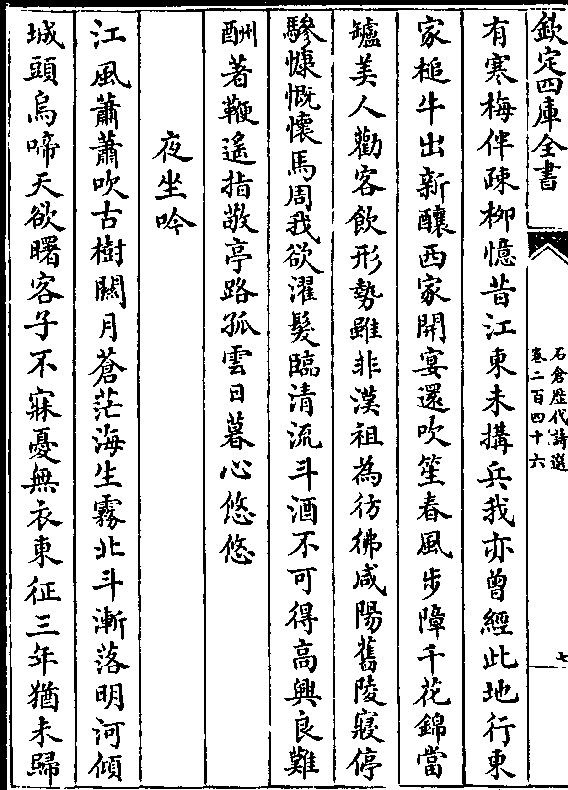 欽定四庫全書
石倉歷代詩選
卷二百四十六
七
有寒梅伴疎柳憶昔江東未搆兵我亦曾經此地行東
家槌牛出新釀西家開宴還吹笙春風步障千花錦當
罏美人勸客飲形勢雖非漢祖為彷彿咸陽舊陵寢停
驂慷慨懷馬周我欲濯髮臨清流斗酒不可得高興良難
酬著鞭遙指敬亭路孤雲日暮心悠悠
夜坐吟
江風蕭蕭吹古樹關月蒼茫海生霧北斗漸落明河傾
城頭烏啼天欲曙客子不寐憂無衣東征三年猶未歸